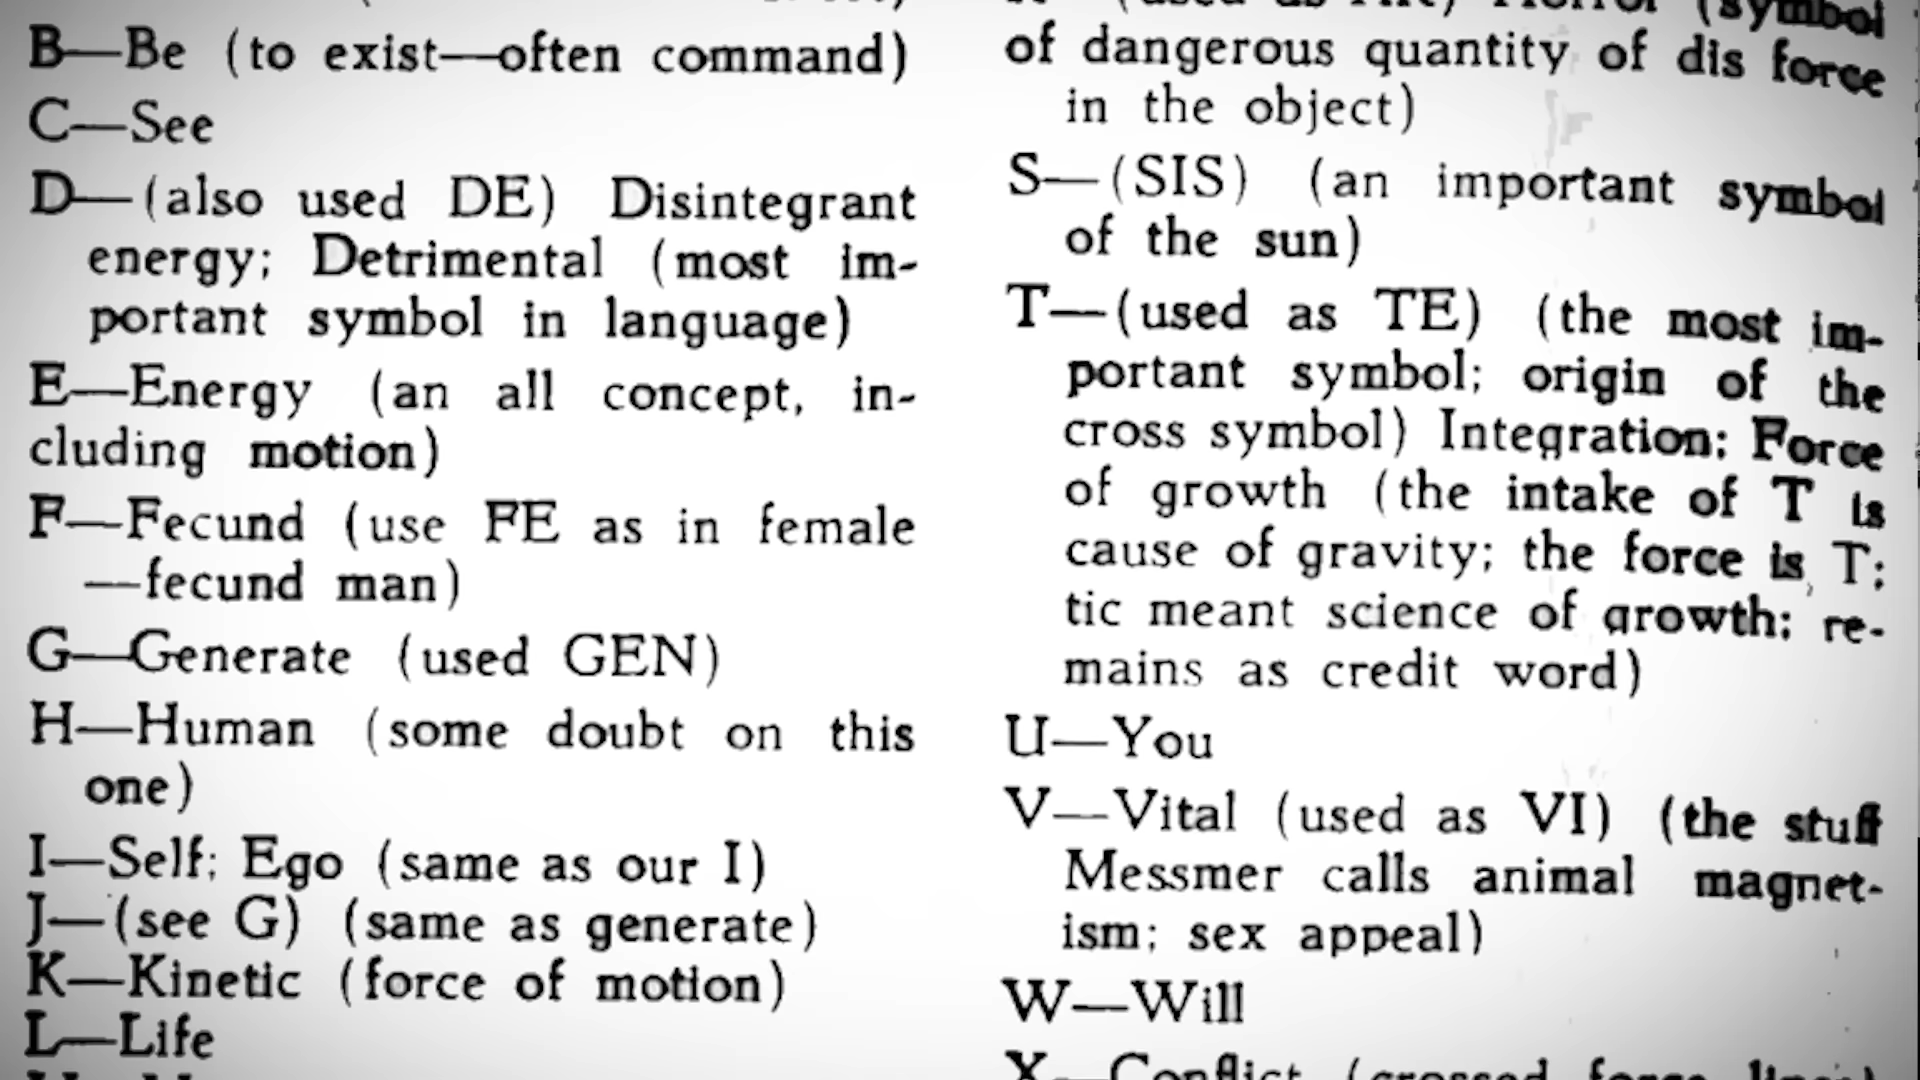 B—Be (to exist—often command)
C—See
D—(also used DE) Disintegrant
energy; Detrimental (most im-
portant symbol in language)
E—Energy (an all concept, in-
cluding motion)
F—Fecund (use FE as in female
—fecund man)
G—Generate (used GEN)
H—Human (some doubt on this
one)
I—Self; Ego (same as our I)
J—(see G) (same as generate)
K—Kinetic (force of motion)
L—Life
(symbol
of dangerous quantity of dis force
in the object)
S—(SIS) (an important symbol
of the sun)
T—(used as TE) (the most im-
portant symbol; origin of the
cross symbol) Integration; Force
of growth (the intake of T is
cause of gravity; the force is T;
tic meant science of growth; re-
mains as credit word)
U—You
V—Vital (used as VI) (the stuff
Messmer calls animal magnet-
ism; sex appeal)
W—Will
X—Conflict (crossed force lines)